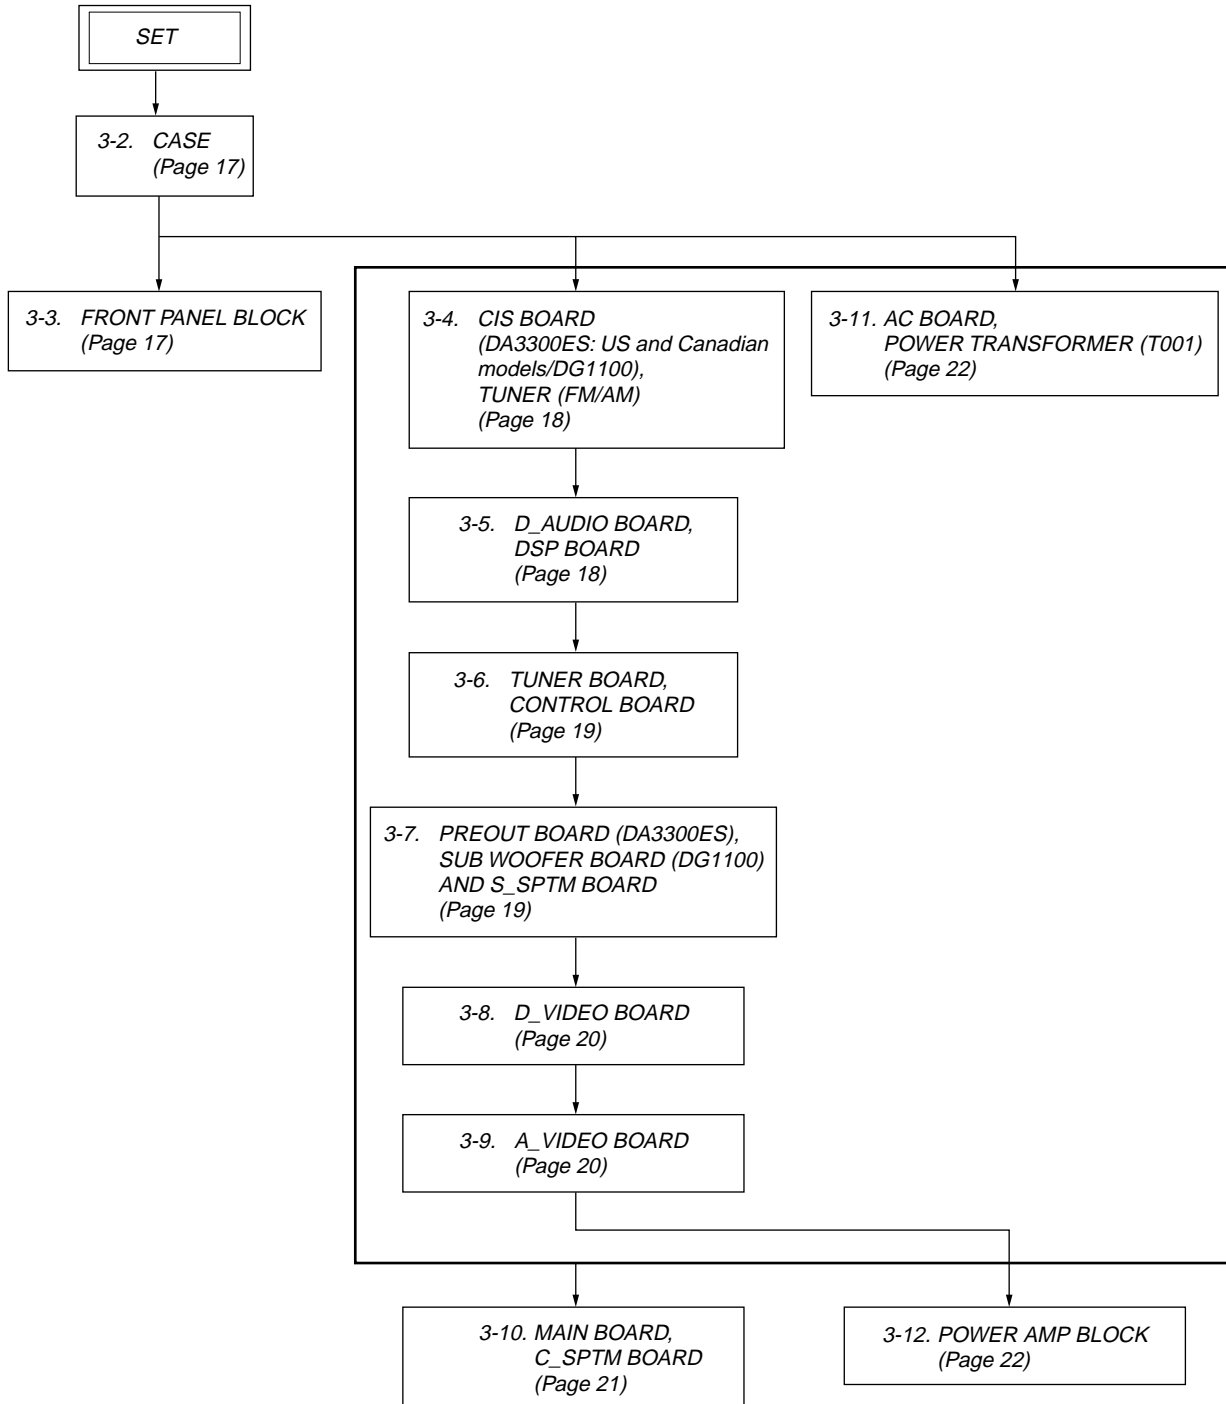 SET
3-2. CASE
(Page 17)
3-3. FRONT PANEL BLOCK
(Page 17)
3-4. CIS BOARD
(DA3300ES: US and Canadian
models/DG1100),
TUNER (FM/AM)
(Page 18)
3-11. AC BOARD,
POWER TRANSFORMER (T001)
(Page 22)
3-5. D_AUDIO BOARD,
DSP BOARD
(Page 18)
3-6. TUNER BOARD,
CONTROL BOARD
(Page 19)
3-7. PREOUT BOARD (DA3300ES),
SUB WOOFER BOARD (DG1100)
AND S_SPTM BOARD
(Page 19)
3-8. D_VIDEO BOARD
(Page 20)
3-9. A_VIDEO BOARD
(Page 20)
3-10. MAIN BOARD,
C_SPTM BOARD
(Page 21)
3-12. POWER AMP BLOCK
(Page 22)